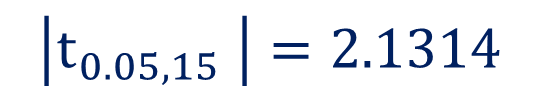 |t₀.₀₅,₁₅ | = 2.1314